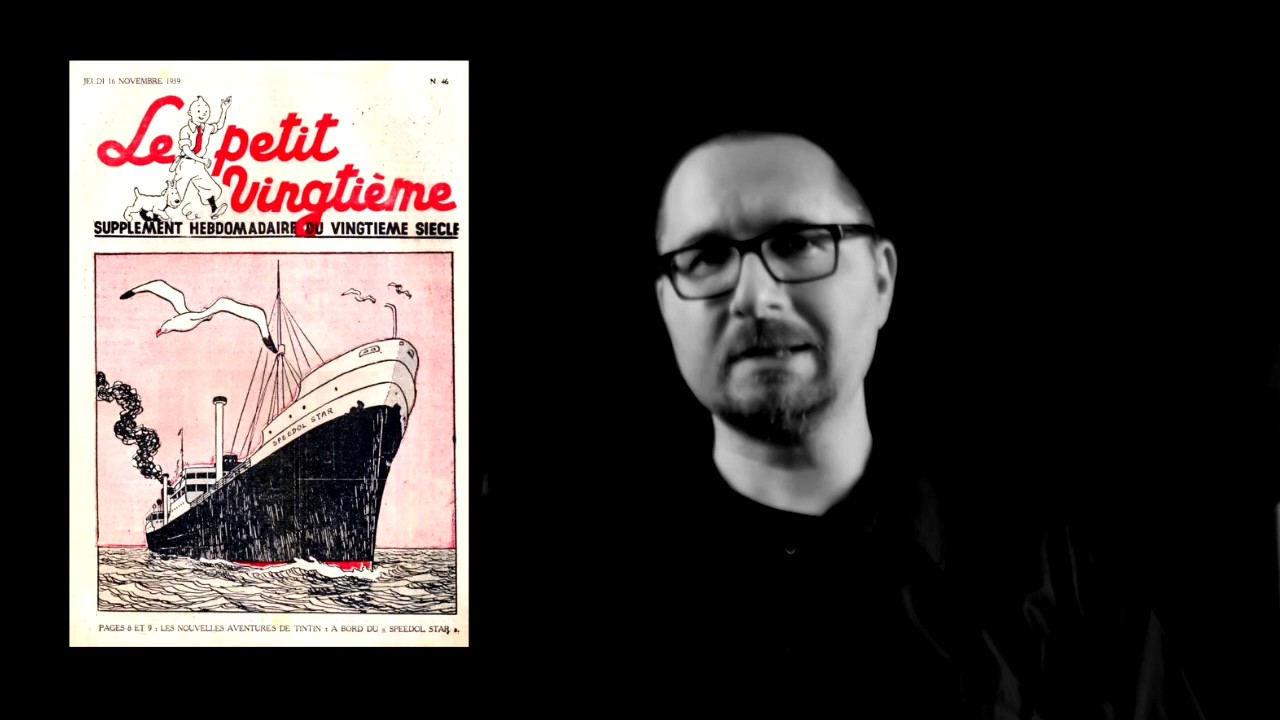 JEUDI 16 NOVEMBRE 1939
N. 46
Le petit
Vingtième
SUPPLEMENT HEBDOMADAIRE DU VINGTIEME SIECLE
SPEEDOL STAR
PAGES 8 ET 9 : LES NOUVELLES AVENTURES DE TINTIN : A BORD DU « SPEEDOL STAR ».